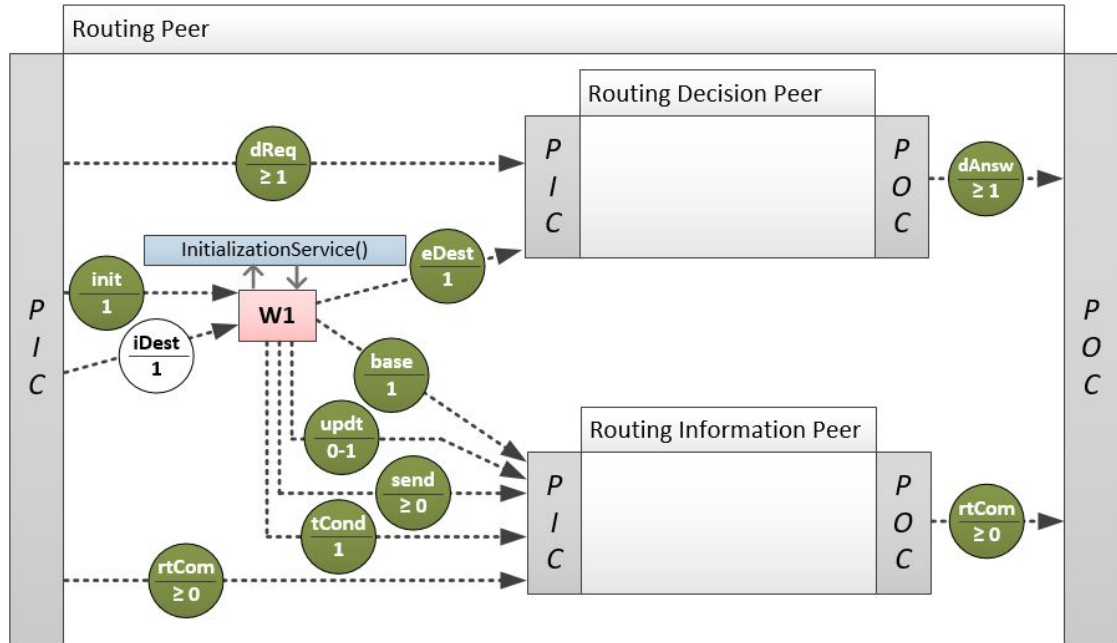 Routing Peer
Routing Decision Peer
dReq
≥ 1
P
I
C
P
O
C
dAnsw
≥ 1
InitializationService()
eDest
1
init
1
W1
P
I
C
iDest
1
P
O
C
base
1
updt
0-1
Routing Information Peer
send
≥ 0
P
I
C
P
O
C
rtCom
≥ 0
tCond
1
rtCom
≥ 0